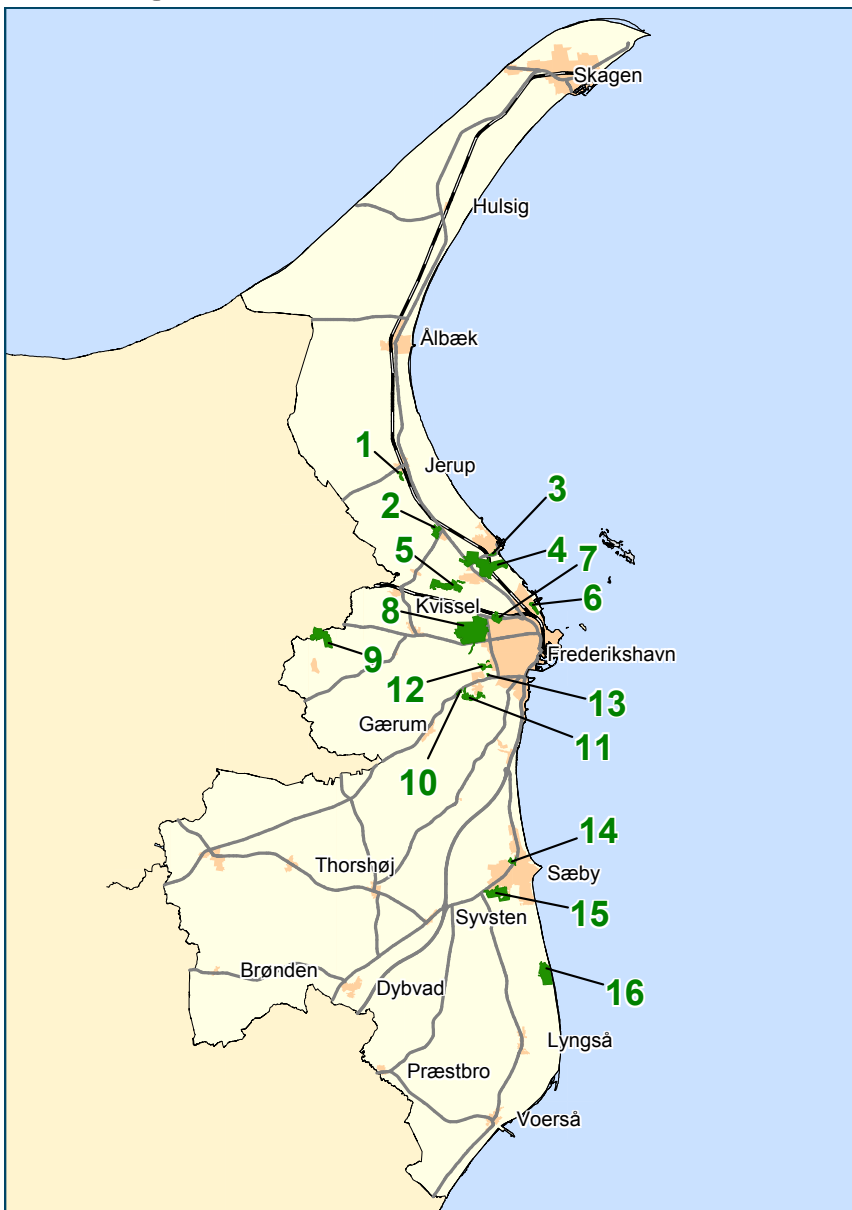 Skagen
Hulsig
Ålbæk
1
Jerup
3
2
4
7
5
6
Kvissel
8
9
Frederikshavn
12
13
Gærum
11
10
14
Thorshøj
Sæby
15
Syvsten
Brønden
Dybvad
16
Lyngså
Præstbro
Voerså